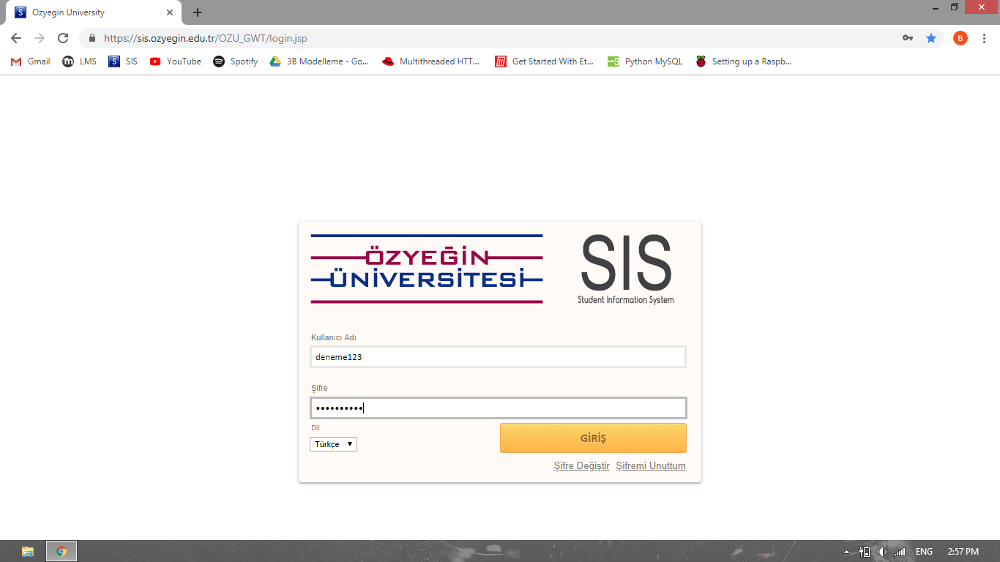 Ozyegin University
https://sis.ozyegin.edu.tr/OZU_GWT/login.jsp
B
Gmail LMS SIS YouTube Spotify 3B Modelleme - Go... Multithreaded HTT... Get Started With Et... Python MySQL Setting up a Raspb...
ÖZYEĞİN
ÜNİVERSİTESİ
SIS
Student Information System
Kullanıcı Adı
deneme123
Şifre
••••••••••
Dil
Türkçe
GİRİŞ
Şifre Değiştir Şifremi Unuttum
ENG 2:57 PM